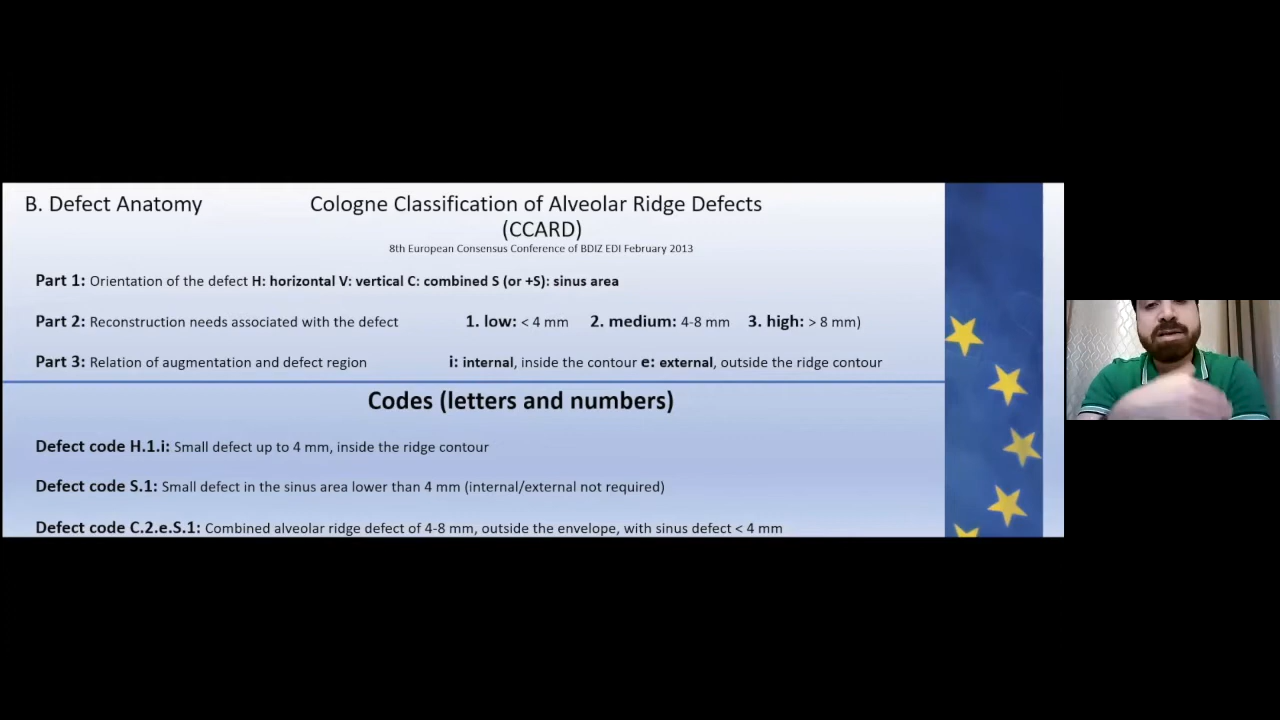 B. Defect Anatomy
Cologne Classification of Alveolar Ridge Defects
(CCARD)
8th European Consensus Conference of BDIZ EDI February 2013
Part 1: Orientation of the defect H: horizontal V: vertical C: combined S (or +S): sinus area
Part 2: Reconstruction needs associated with the defect 1. low: < 4 mm 2. medium: 4-8 mm 3. high: > 8 mm)
Part 3: Relation of augmentation and defect region i: internal, inside the contour e: external, outside the ridge contour
Codes (letters and numbers)
Defect code H.1.i: Small defect up to 4 mm, inside the ridge contour
Defect code S.1: Small defect in the sinus area lower than 4 mm (internal/external not required)
Defect code C.2.e.S.1: Combined alveolar ridge defect of 4-8 mm, outside the envelope, with sinus defect < 4 mm